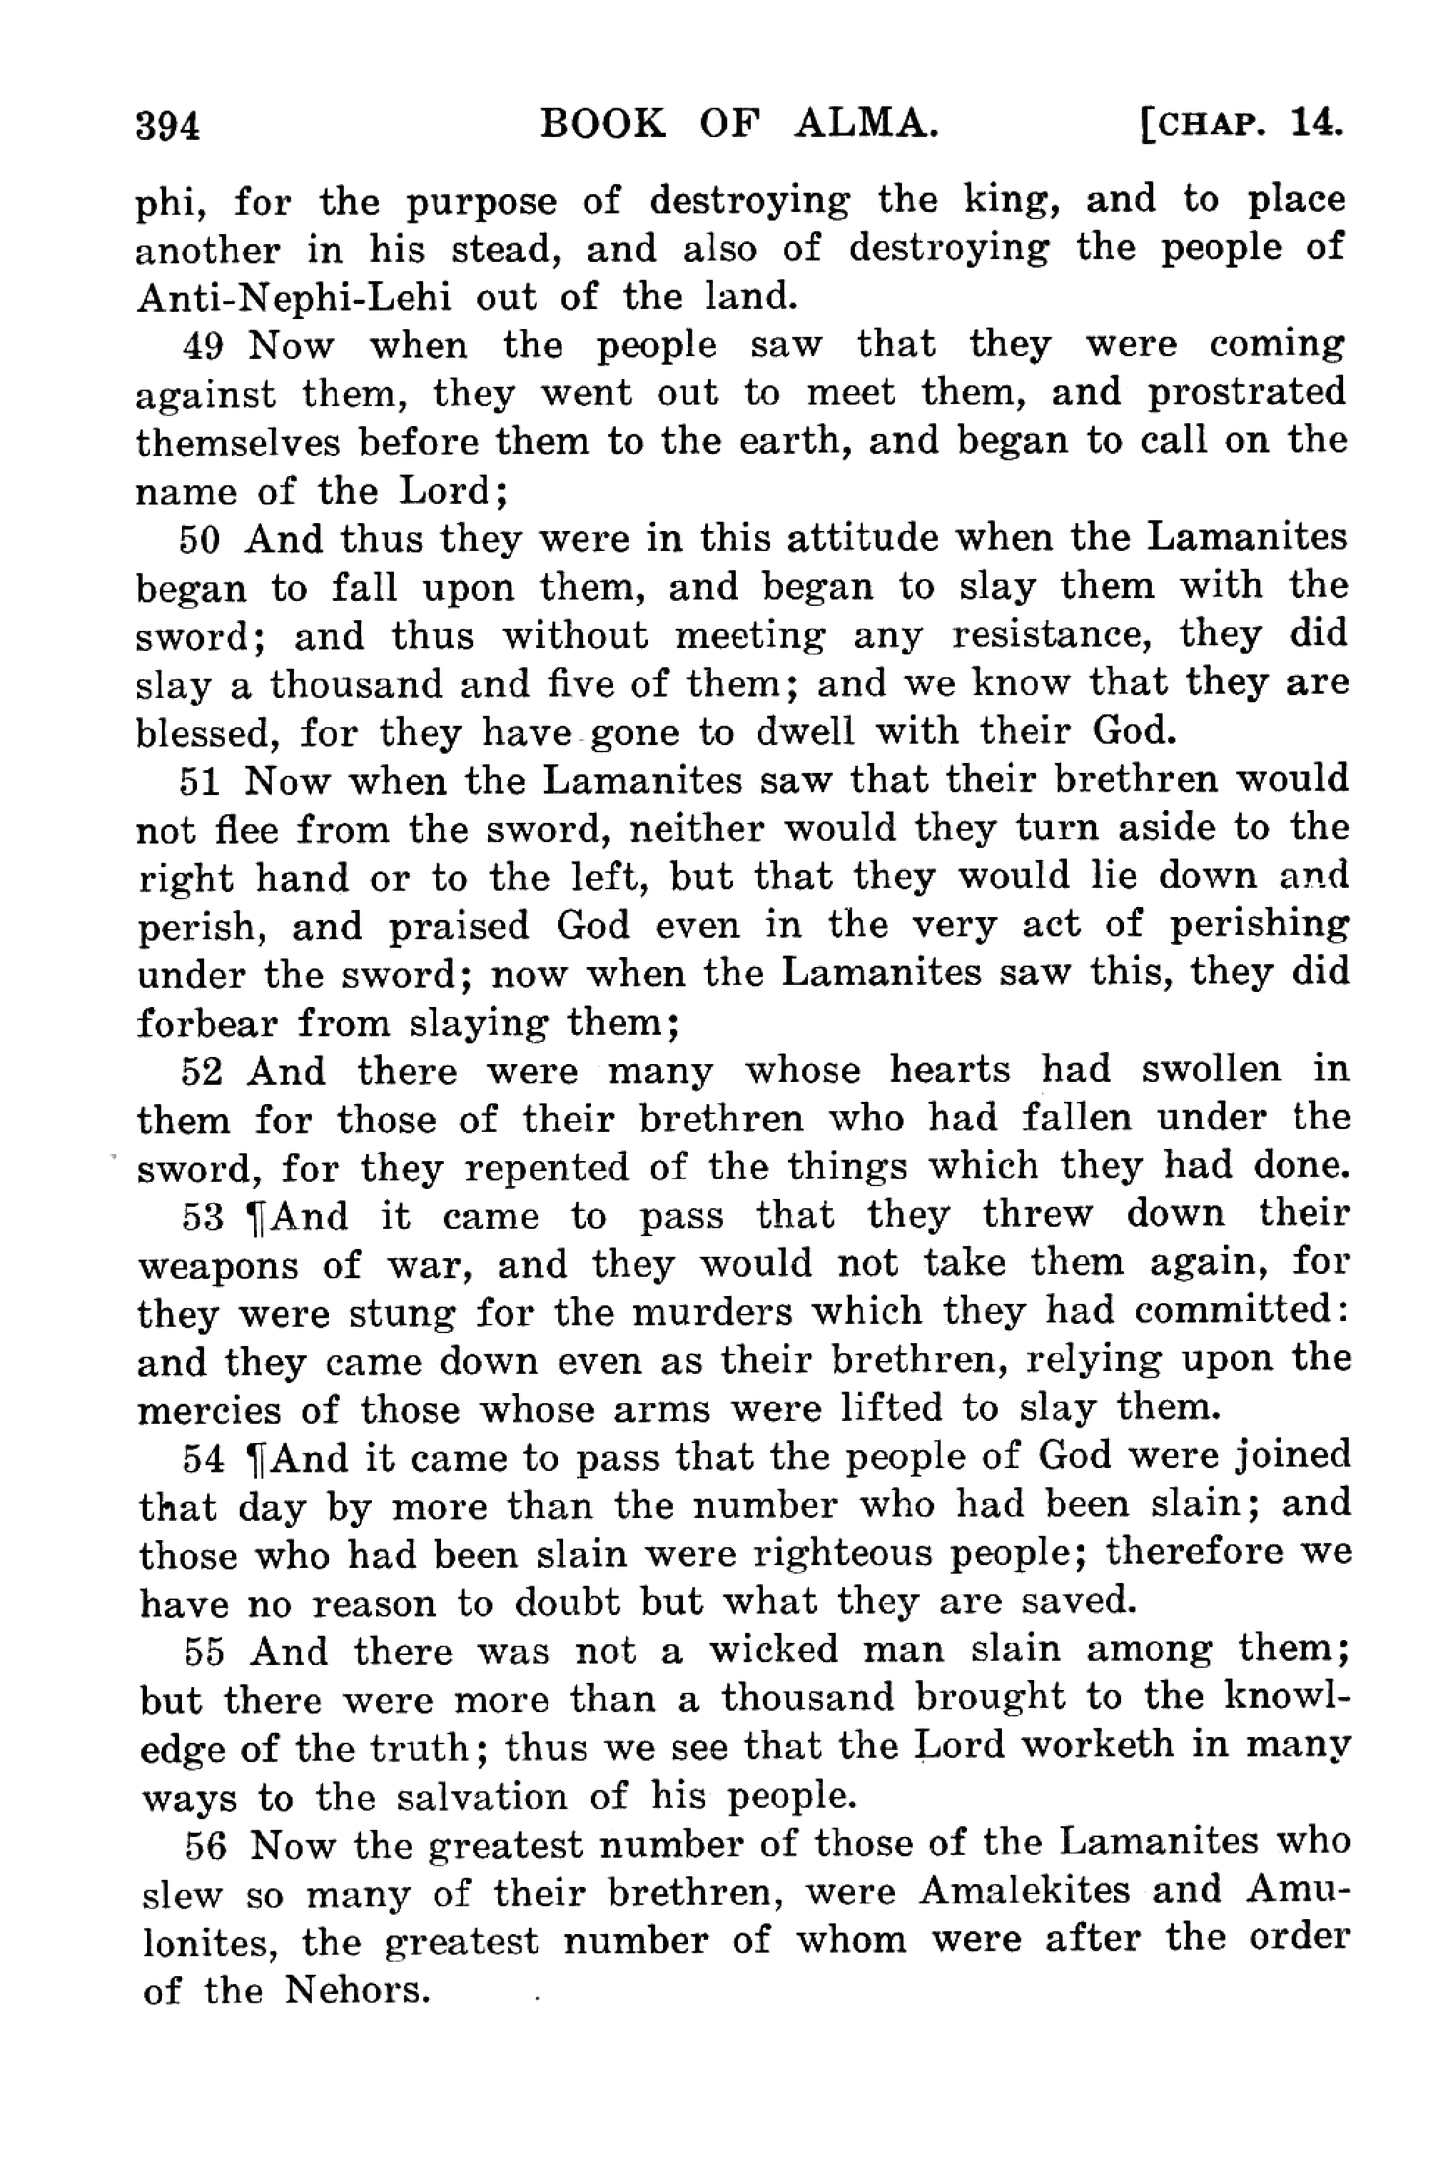 394 BOOK OF ALMA. [CHAP. 14.
phi, for the purpose of destroying the king, and to place
another in his stead, and also of destroying the people of
Anti-Nephi-Lehi out of the land.
49 Now when the people saw that they were coming
against them, they went out to meet them, and prostrated
themselves before them to the earth, and began to call on the
name of the Lord;
50 And thus they were in this attitude when the Lamanites
began to fall upon them, and began to slay them with the
sword; and thus without meeting any resistance, they did
slay a thousand and five of them; and we know that they are
blessed, for they have gone to dwell with their God.
51 Now when the Lamanites saw that their brethren would
not flee from the sword, neither would they turn aside to the
right hand or to the left, but that they would lie down and
perish, and praised God even in the very act of perishing
under the sword; now when the Lamanites saw this, they did
forbear from slaying them;
52 And there were many whose hearts had swollen in
them for those of their brethren who had fallen under the
sword, for they repented of the things which they had done.
53 ¶And it came to pass that they threw down their
weapons of war, and they would not take them again, for
they were stung for the murders which they had committed:
and they came down even as their brethren, relying upon the
mercies of those whose arms were lifted to slay them.
54 ¶And it came to pass that the people of God were joined
that day by more than the number who had been slain; and
those who had been slain were righteous people; therefore we
have no reason to doubt but what they are saved.
55 And there was not a wicked man slain among them;
but there were more than a thousand brought to the knowl-
edge of the truth; thus we see that the Lord worketh in many
ways to the salvation of his people.
56 Now the greatest number of those of the Lamanites who
slew so many of their brethren, were Amalekites and Amu-
lonites, the greatest number of whom were after the order
of the Nehors.